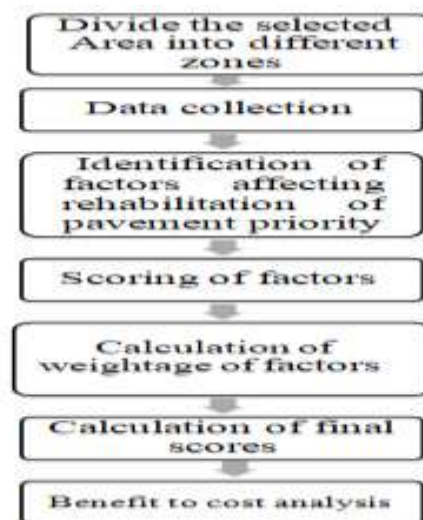 Divide the selected
Area into different
zones
Data collection
Identification of
factors affecting
rehabilitation of
pavement priority
Scoring of factors
Calculation of
weightage of factors
Calculation of final
scores
Benefit to cost analysis